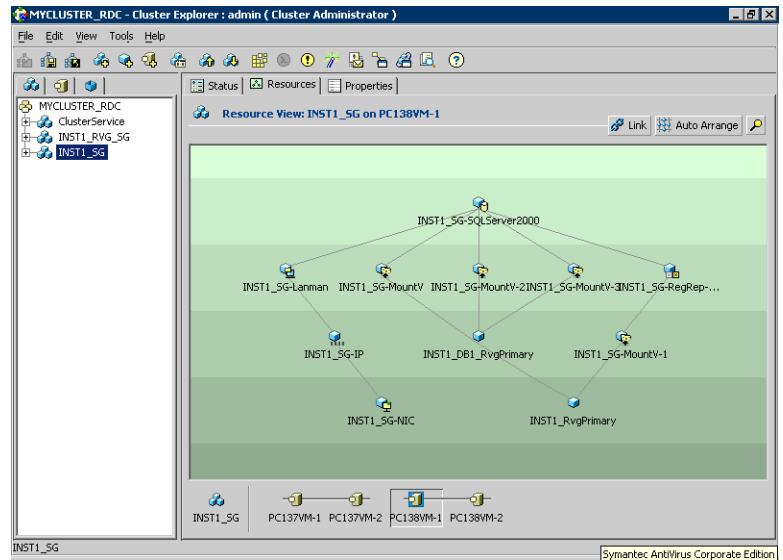 MYCLUSTER_RDC - Cluster Explorer : admin ( Cluster Administrator )
File Edit View Tools Help
Status Resources Properties
MYCLUSTER_RDC
ClusterService
INST1_RVG_SG
INST1_SG
Resource View: INST1_SG on PC138VM-1
Link Auto Arrange
INST1_SG-SQLServer2000
INST1_SG-Lanman INST1_SG-MountV INST1_SG-MountV-2 INST1_SG-MountV-3 INST1_SG-RegRep-...
INST1_SG-IP INST1_DB1_RvgPrimary INST1_SG-MountV-1
INST1_SG-NIC INST1_RvgPrimary
INST1_SG PC137VM-1 PC137VM-2 PC138VM-1 PC138VM-2
INST1_SG
Symantec AntiVirus Corporate Edition